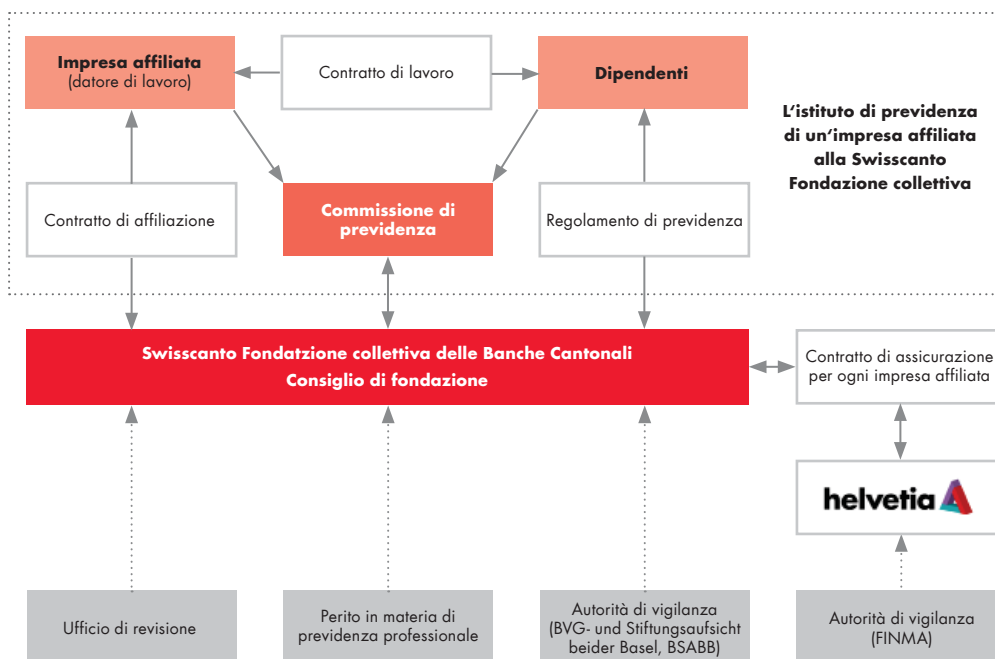 Impresa affiliata
(datore di lavoro)
Contratto di lavoro
Dipendenti
L'istituto di previdenza
di un‘impresa affiliata
alla Swisscanto
Fondazione collettiva
Contratto di affiliazione
Commissione di
previdenza
Regolamento di previdenza
Swisscanto Fondatzione collettiva delle Banche Cantonali
Consiglio di fondazione
Contratto di assicurazione
per ogni impresa affiliata
helvetia
Ufficio di revisione
Perito in materia di
previdenza professionale
Autorità di vigilanza
(BVG- und Stiftungsaufsicht
beider Basel, BSABB)
Autorità di vigilanza
(FINMA)